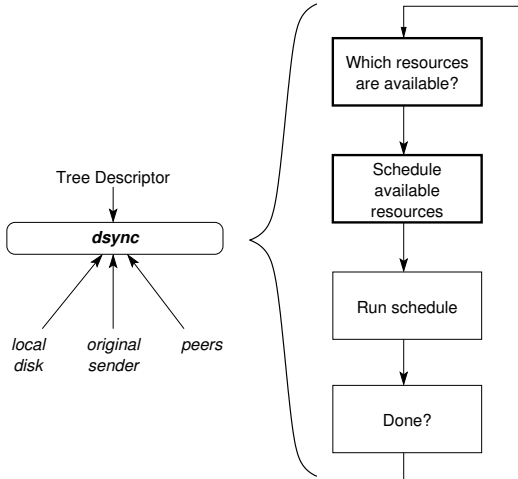 Which resources
are available?
Tree Descriptor
Schedule
available
resources
dsync
Run schedule
local
disk
original
sender
peers
Done?